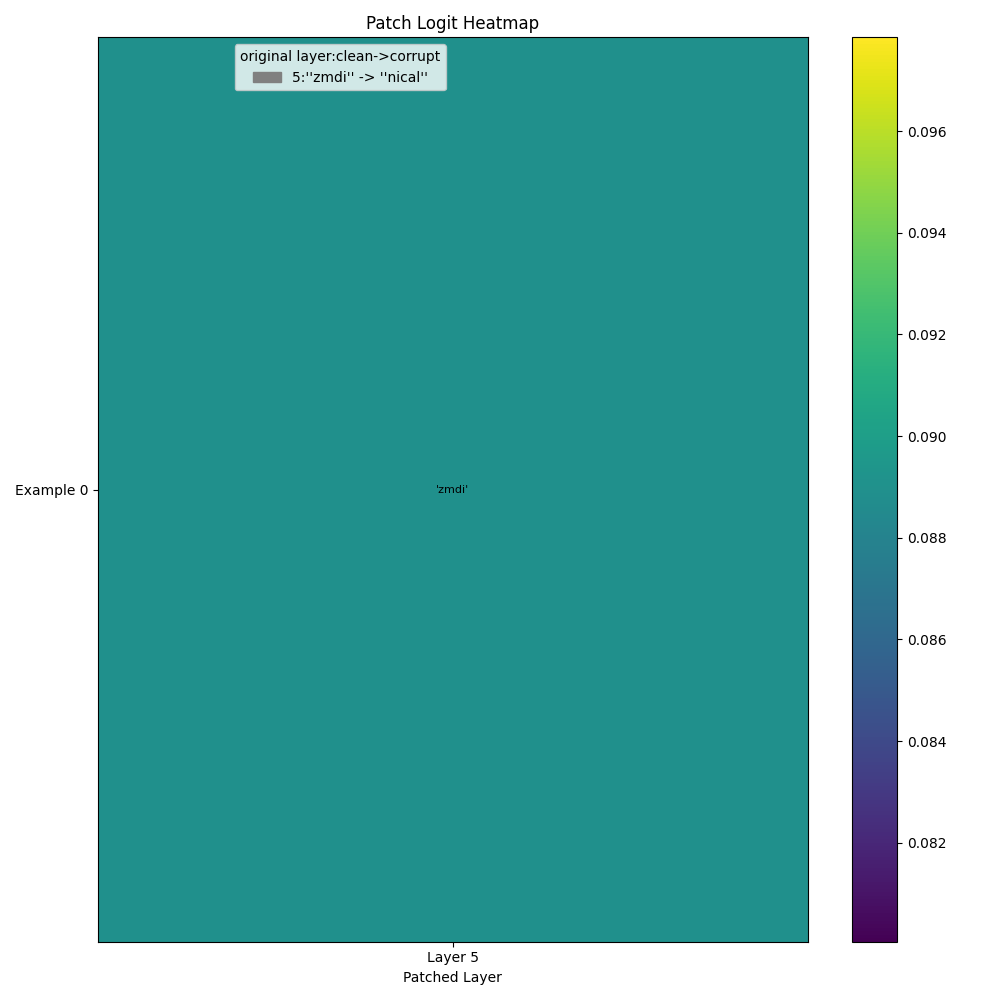 Patch Logit Heatmap
original layer:clean->corrupt
5:''zmdi'' -> ''nical''
0.096
0.094
0.092
0.090
0.088
0.086
0.084
0.082
Example 0
'zmdi'
Layer 5
Patched Layer